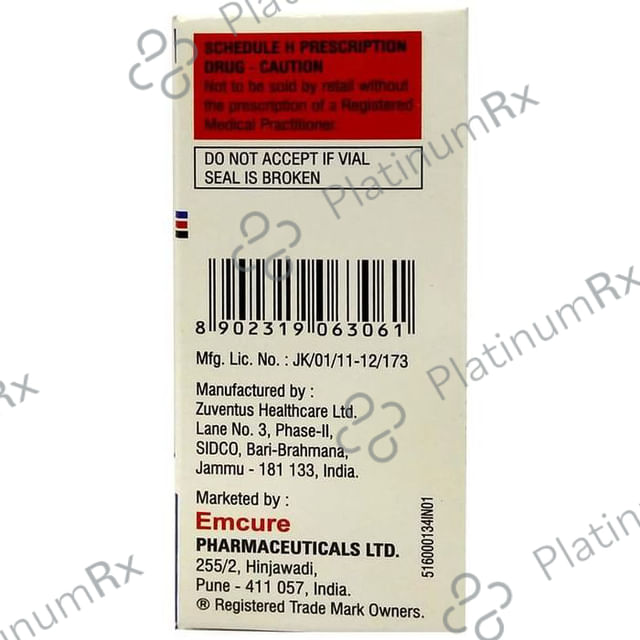 SCHEDULE H PRESCRIPTION
DRUG - CAUTION
Not to be sold by retail without
the prescription of a Registered
Medical Practitioner.
DO NOT ACCEPT IF VIAL
SEAL IS BROKEN
8 902319 063061
Mfg. Lic. No. : JK/01/11-12/173
Manufactured by :
Zuventus Healthcare Ltd.
Lane No. 3, Phase-II,
SIDCO, Bari-Brahmana,
Jammu - 181 133, India.
Marketed by :
Emcure
PHARMACEUTICALS LTD.
255/2, Hinjawadi,
Pune - 411 057, India.
® Registered Trade Mark Owners.
516000134IN01
PlatinumRx
PlatinumRx
PlatinumRx
Rx
PlatinumRx
PlatinumRx